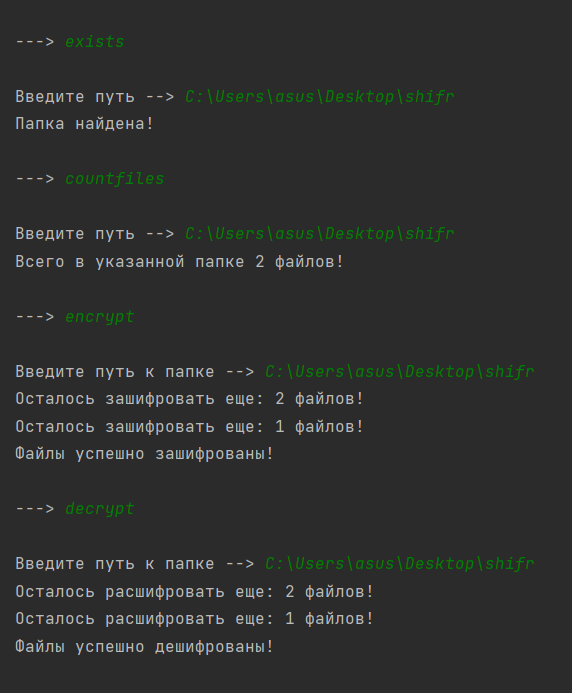 ---> exists
Введите путь --> C:\Users\asus\Desktop\shifr
Папка найдена!
---> countfiles
Введите путь --> C:\Users\asus\Desktop\shifr
Всего в указанной папке 2 файлов!
---> encrypt
Введите путь к папке --> C:\Users\asus\Desktop\shifr
Осталось зашифровать еще: 2 файлов!
Осталось зашифровать еще: 1 файлов!
Файлы успешно зашифрованы!
---> decrypt
Введите путь к папке --> C:\Users\asus\Desktop\shifr
Осталось расшифровать еще: 2 файлов!
Осталось расшифровать еще: 1 файлов!
Файлы успешно дешифрованы!